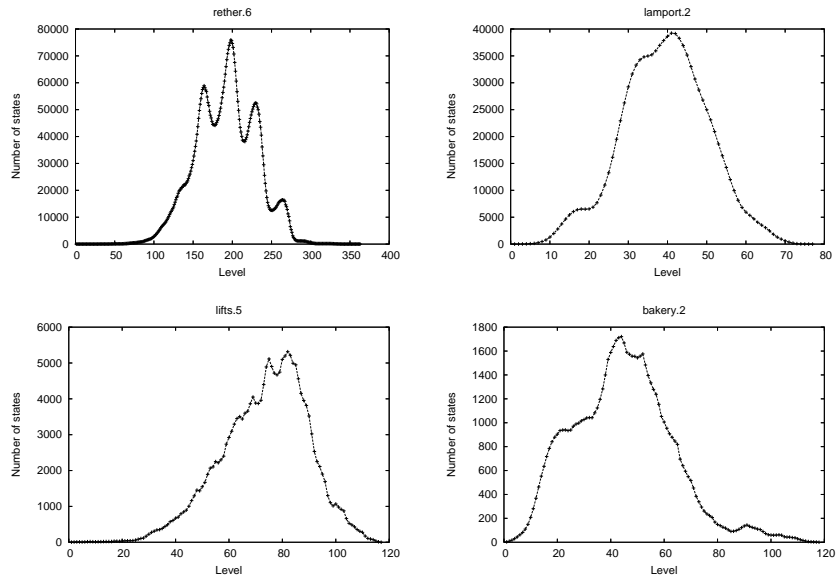 rether.6
80000
70000
60000
50000
40000
30000
20000
10000
0
0 50 100 150 200 250 300 350 400
Number of states
Level
lamport.2
40000
35000
30000
25000
20000
15000
10000
5000
0
0 10 20 30 40 50 60 70 80
Number of states
Level
lifts.5
6000
5000
4000
3000
2000
1000
0
0 20 40 60 80 100 120
Number of states
Level
bakery.2
1800
1600
1400
1200
1000
800
600
400
200
0
0 20 40 60 80 100 120
Number of states
Level